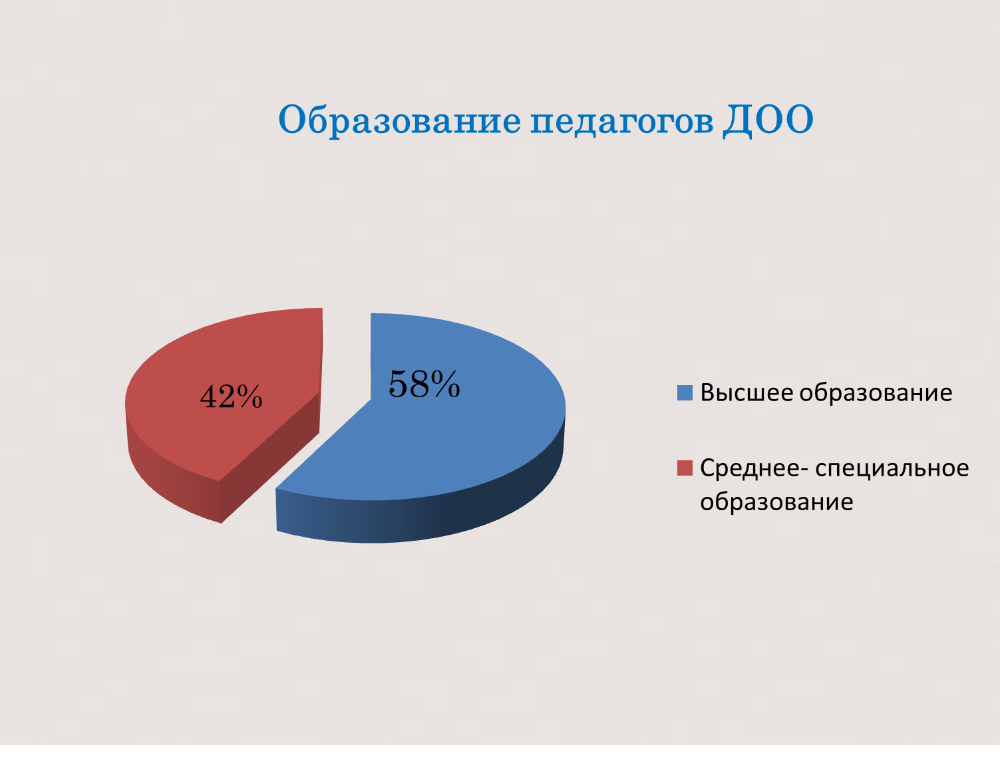 Образование педагогов ДОО
42%
58%
Высшее образование
Среднее- специальное
образование